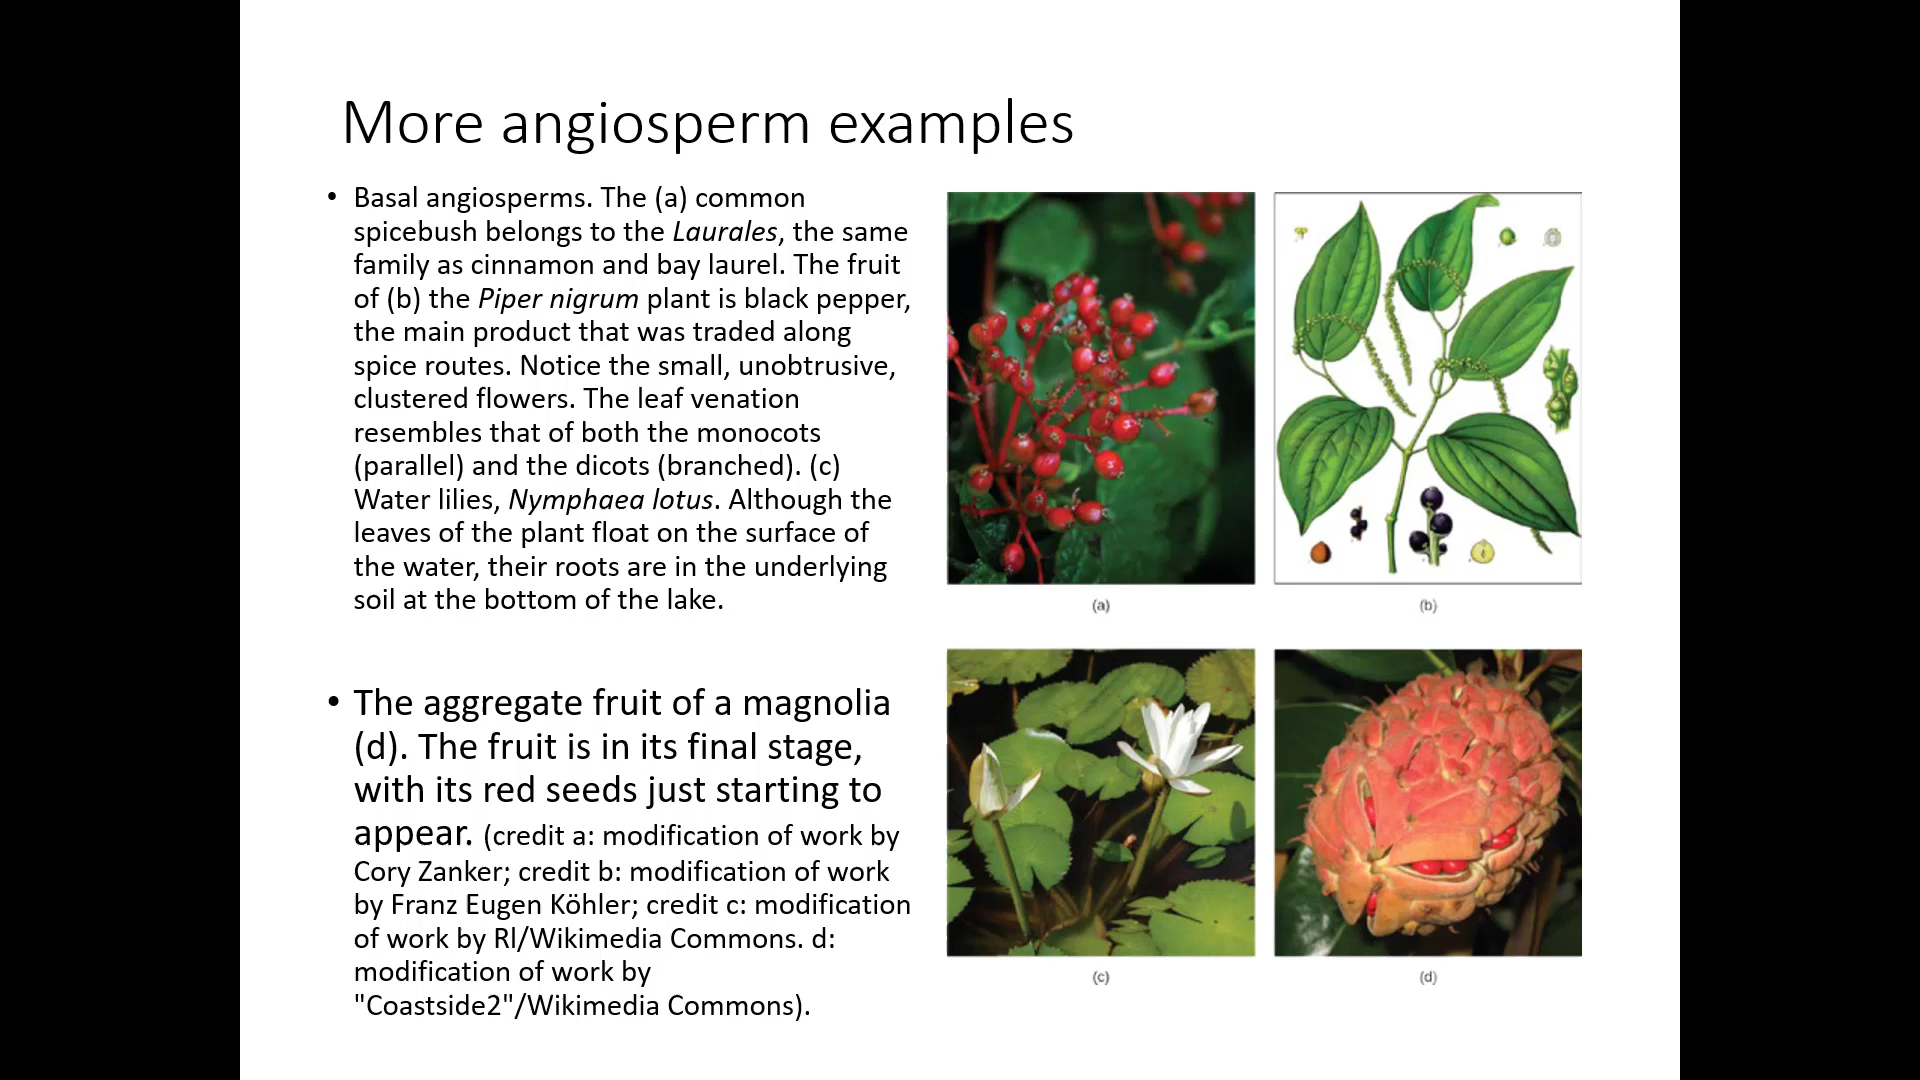 More angiosperm examples
• Basal angiosperms. The (a) common
spicebush belongs to the Laurales, the same
family as cinnamon and bay laurel. The fruit
of (b) the Piper nigrum plant is black pepper,
the main product that was traded along
spice routes. Notice the small, unobtrusive,
clustered flowers. The leaf venation
resembles that of both the monocots
(parallel) and the dicots (branched). (c)
Water lilies, Nymphaea lotus. Although the
leaves of the plant float on the surface of
the water, their roots are in the underlying
soil at the bottom of the lake.
• The aggregate fruit of a magnolia
(d). The fruit is in its final stage,
with its red seeds just starting to
appear. (credit a: modification of work by
Cory Zanker; credit b: modification of work
by Franz Eugen Köhler; credit c: modification
of work by Rl/Wikimedia Commons. d:
modification of work by
"Coastside2"/Wikimedia Commons).
(a)
(b)
(c)
(d)